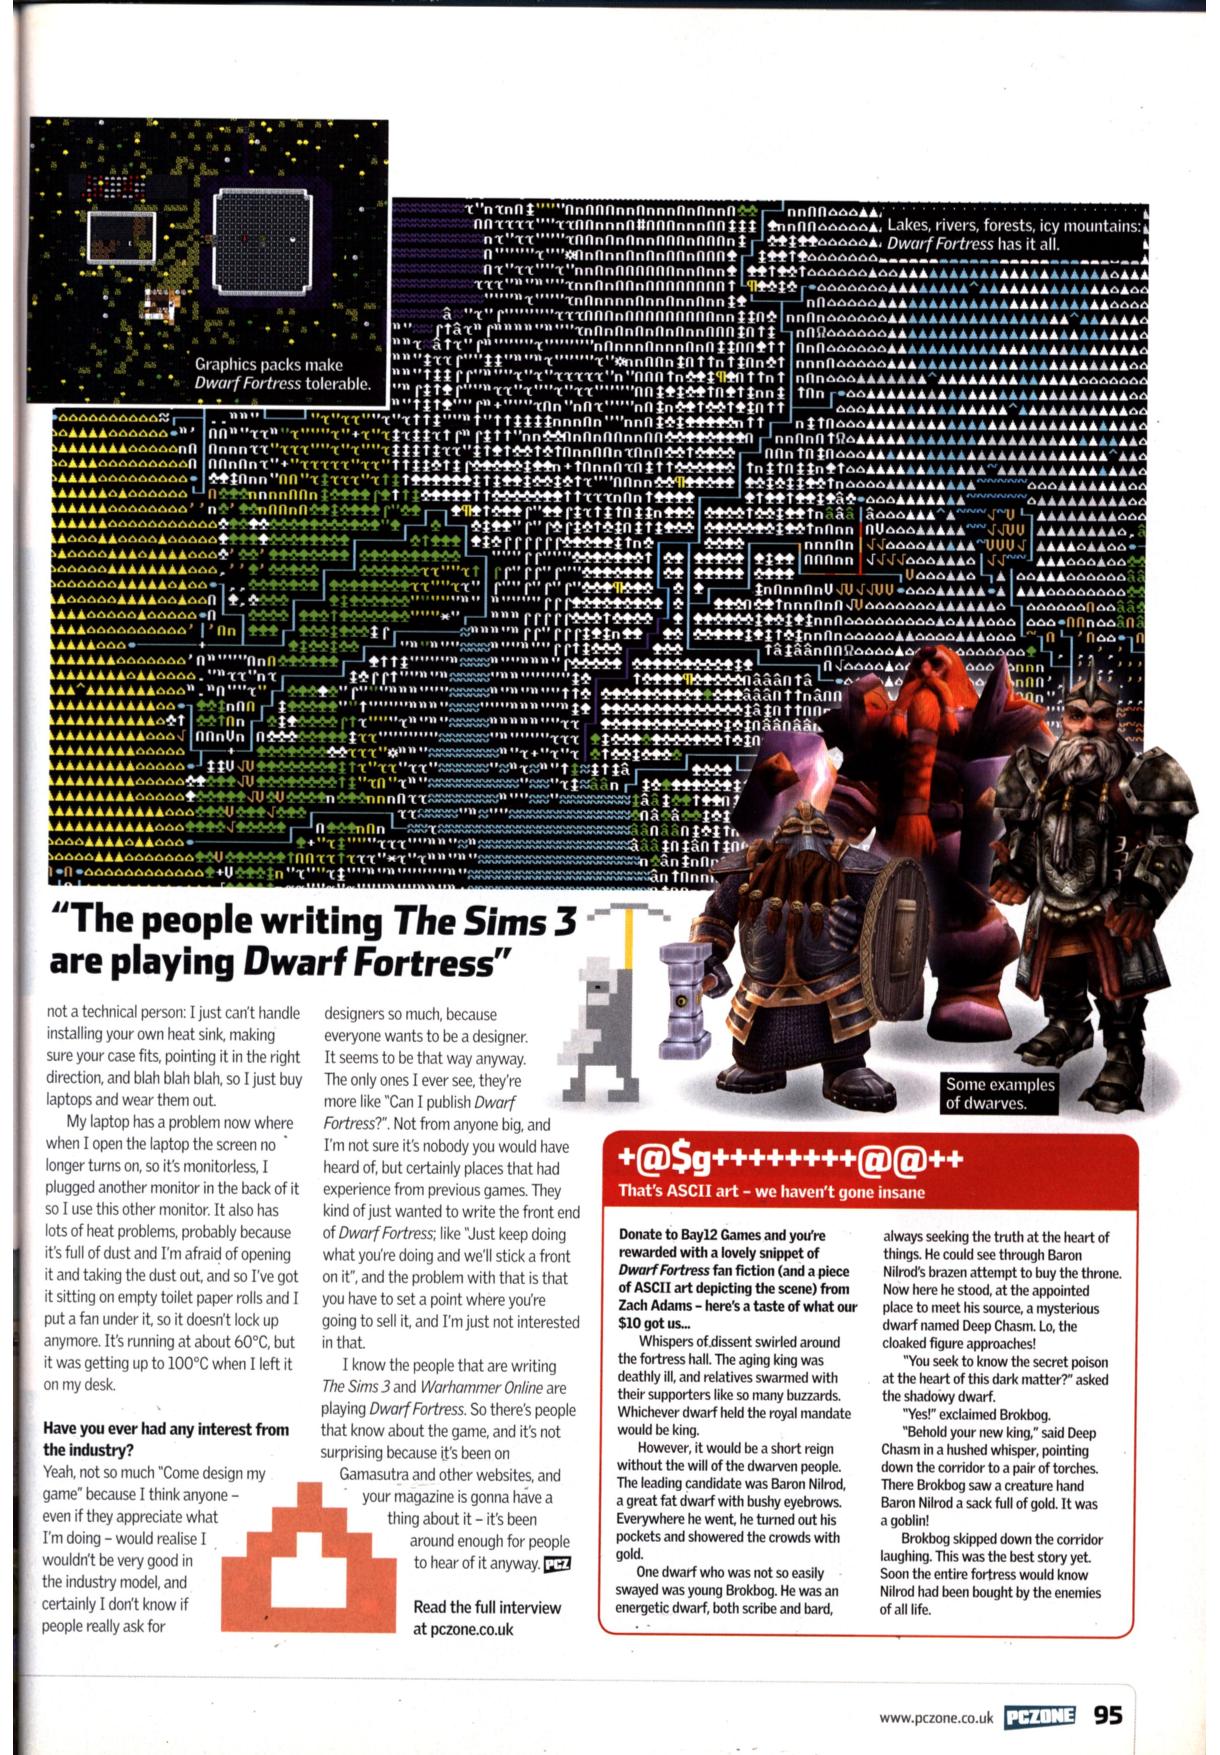 Lakes, rivers, forests, icy mountains:
Dwarf Fortress has it all.
Graphics packs make
Dwarf Fortress tolerable.
“The people writing The Sims 3
are playing Dwarf Fortress”
not a technical person: I just can't handle
installing your own heat sink, making
sure your case fits, pointing it in the right
direction, and blah blah blah, so I just buy
laptops and wear them out.
My laptop has a problem now where
when I open the laptop the screen no
longer turns on, so it's monitorless, I
plugged another monitor in the back of it
so I use this other monitor. It also has
lots of heat problems, probably because
it's full of dust and I'm afraid of opening
it and taking the dust out, and so I've got
it sitting on empty toilet paper rolls and I
put a fan under it, so it doesn't lock up
anymore. It's running at about 60°C, but
it was getting up to 100°C when I left it
on my desk.
Have you ever had any interest from
the industry?
Yeah, not so much “Come design my
game” because I think anyone –
even if they appreciate what
I'm doing – would realise I
wouldn't be very good in
the industry model, and
certainly I don't know if
people really ask for
designers so much, because
everyone wants to be a designer.
It seems to be that way anyway.
The only ones I ever see, they're
more like “Can I publish Dwarf
Fortress?”. Not from anyone big, and
I'm not sure it's nobody you would have
heard of, but certainly places that had
experience from previous games. They
kind of just wanted to write the front end
of Dwarf Fortress; like “Just keep doing
what you're doing and we'll stick a front
on it”, and the problem with that is that
you have to set a point where you're
going to sell it, and I'm just not interested
in that.
I know the people that are writing
The Sims 3 and Warhammer Online are
playing Dwarf Fortress. So there's people
that know about the game, and it's not
surprising because it's been on
Gamasutra and other websites, and
your magazine is gonna have a
thing about it – it's been
around enough for people
to hear of it anyway. PCZ
Read the full interview
at pczone.co.uk
Some examples
of dwarves.
+@$g++++++++@@++
That's ASCII art – we haven't gone insane
Donate to Bay12 Games and you're
rewarded with a lovely snippet of
Dwarf Fortress fan fiction (and a piece
of ASCII art depicting the scene) from
Zach Adams – here's a taste of what our
$10 got us...
Whispers of dissent swirled around
the fortress hall. The aging king was
deathly ill, and relatives swarmed with
their supporters like so many buzzards.
Whichever dwarf held the royal mandate
would be king.
However, it would be a short reign
without the will of the dwarven people.
The leading candidate was Baron Nilrod,
a great fat dwarf with bushy eyebrows.
Everywhere he went, he turned out his
pockets and showered the crowds with
gold.
One dwarf who was not so easily
swayed was young Brokbog. He was an
energetic dwarf, both scribe and bard,
always seeking the truth at the heart of
things. He could see through Baron
Nilrod's brazen attempt to buy the throne.
Now here he stood, at the appointed
place to meet his source, a mysterious
dwarf named Deep Chasm. Lo, the
cloaked figure approaches!
“You seek to know the secret poison
at the heart of this dark matter?” asked
the shadowy dwarf.
“Yes!” exclaimed Brokbog.
“Behold your new king,” said Deep
Chasm in a hushed whisper, pointing
down the corridor to a pair of torches.
There Brokbog saw a creature hand
Baron Nilrod a sack full of gold. It was
a goblin!
Brokbog skipped down the corridor
laughing. This was the best story yet.
Soon the entire fortress would know
Nilrod had been bought by the enemies
of all life.
www.pczone.co.uk PCZONE 95